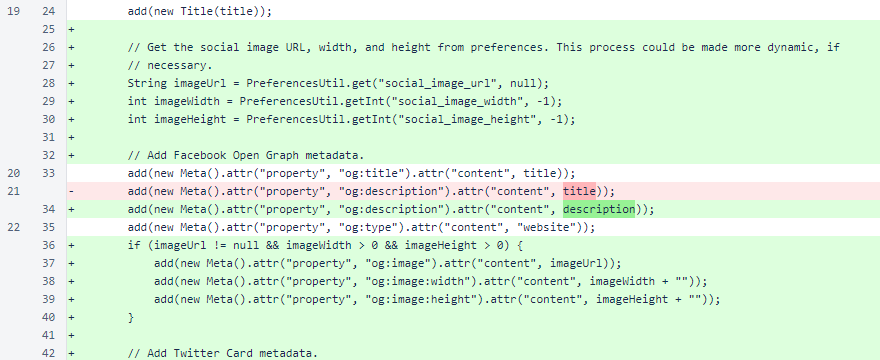 19 24 add(new Title(title));
25 +
26 + // Get the social image URL, width, and height from preferences. This process could be made more dynamic, if
27 + // necessary.
28 + String imageUrl = PreferencesUtil.get("social_image_url", null);
29 + int imageWidth = PreferencesUtil.getInt("social_image_width", -1);
30 + int imageHeight = PreferencesUtil.getInt("social_image_height", -1);
31 +
32 + // Add Facebook Open Graph metadata.
20 33 add(new Meta().attr("property", "og:title").attr("content", title));
21 - add(new Meta().attr("property", "og:description").attr("content", title));
34 + add(new Meta().attr("property", "og:description").attr("content", description));
22 35 add(new Meta().attr("property", "og:type").attr("content", "website"));
36 + if (imageUrl != null && imageWidth > 0 && imageHeight > 0) {
37 + add(new Meta().attr("property", "og:image").attr("content", imageUrl));
38 + add(new Meta().attr("property", "og:image:width").attr("content", imageWidth + ""));
39 + add(new Meta().attr("property", "og:image:height").attr("content", imageHeight + ""));
40 + }
41 +
42 + // Add Twitter Card metadata.